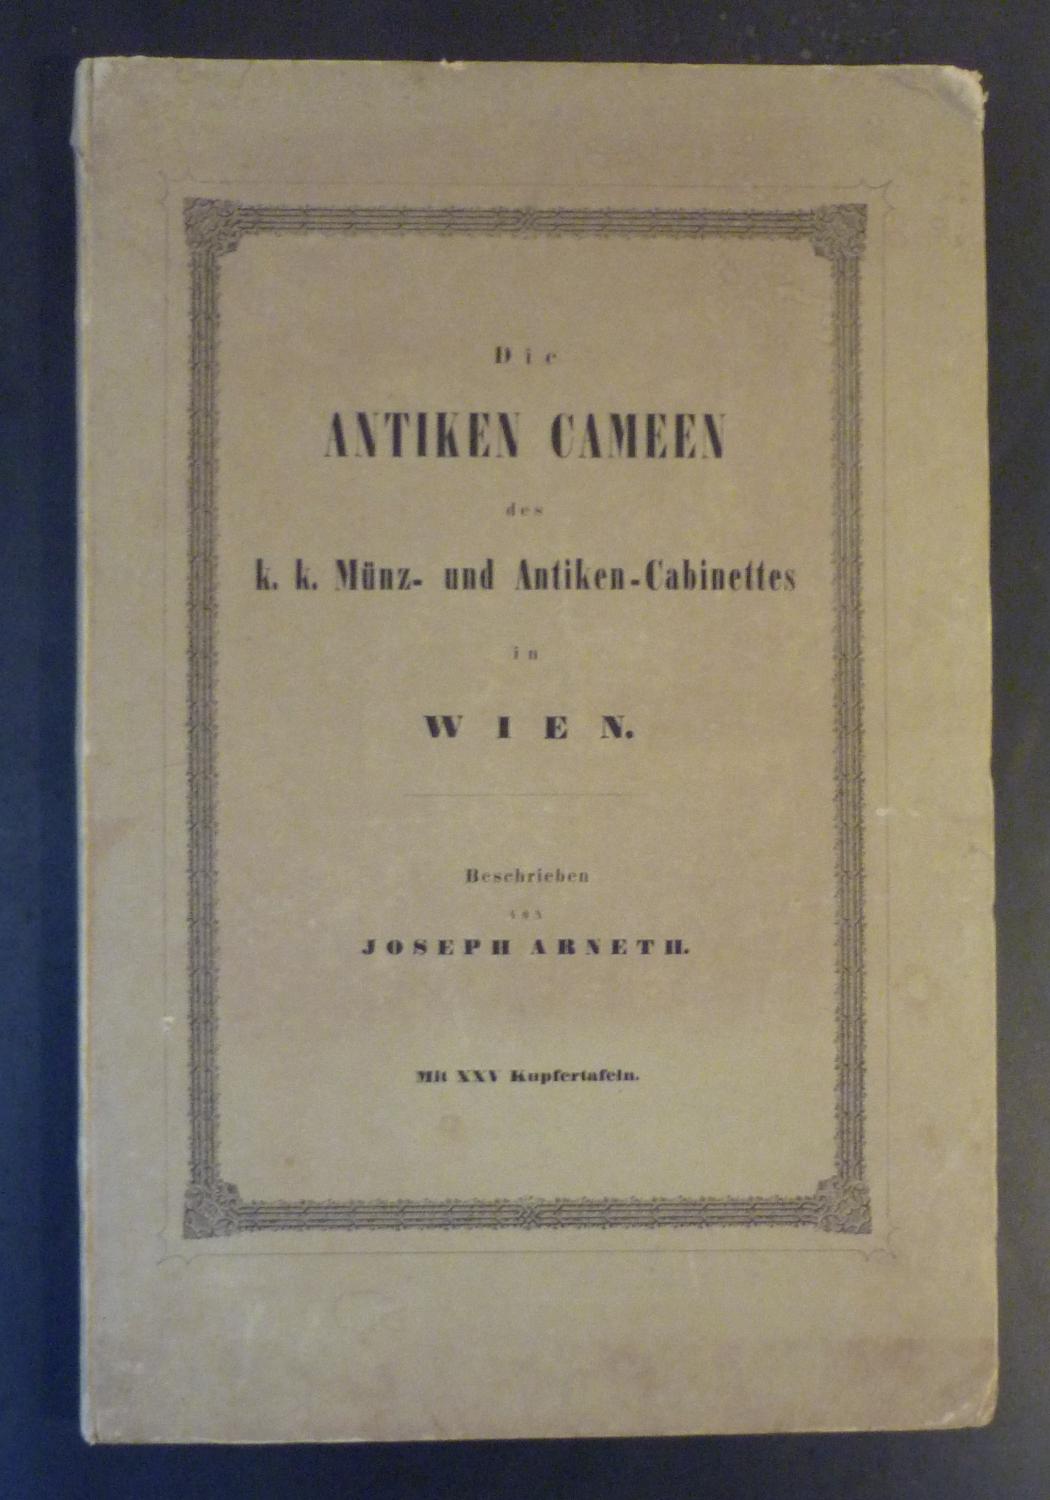 Die
ANTIKEN CAMEEN
des
k. k. Münz- und Antiken-Cabinettes
in
WIEN.
Beschrieben
von
JOSEPH ARNETH.
Mit XXV Kupfertafeln.